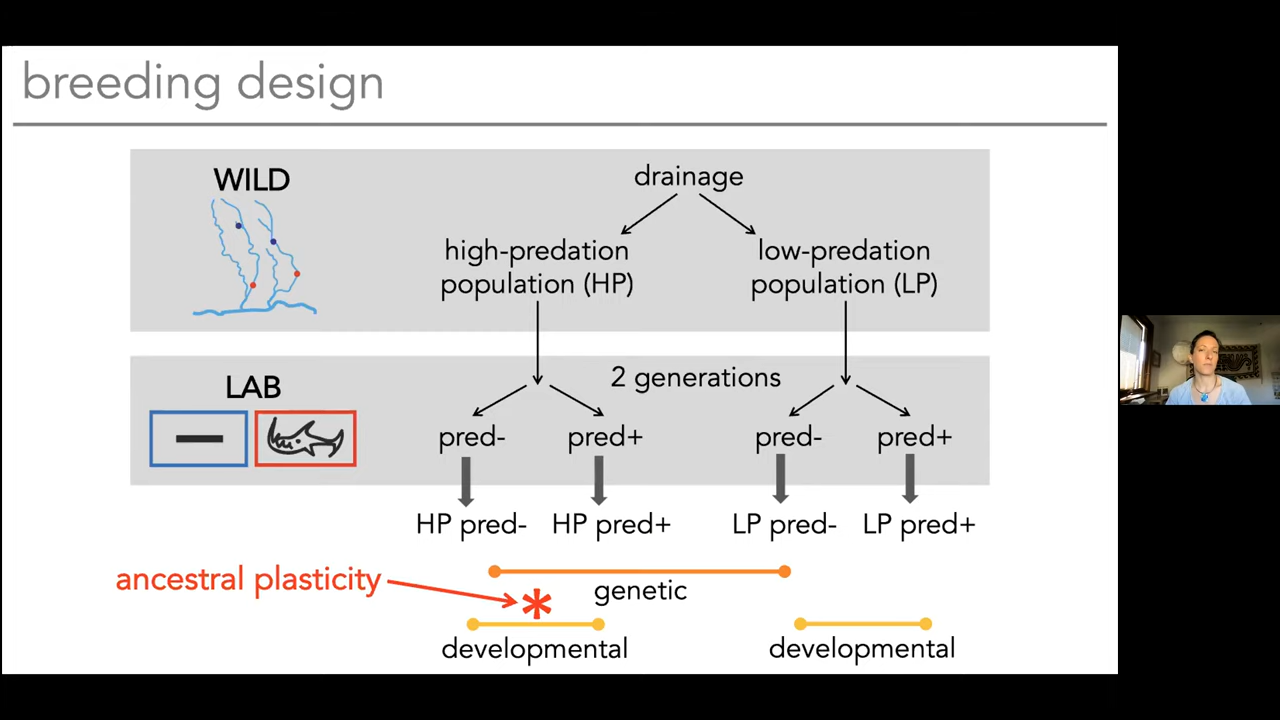 breeding design
WILD
drainage
high-predation
population (HP)
low-predation
population (LP)
LAB
2 generations
pred-
pred+
pred-
pred+
HP pred-
HP pred+
LP pred-
LP pred+
ancestral plasticity
*
genetic
developmental
developmental